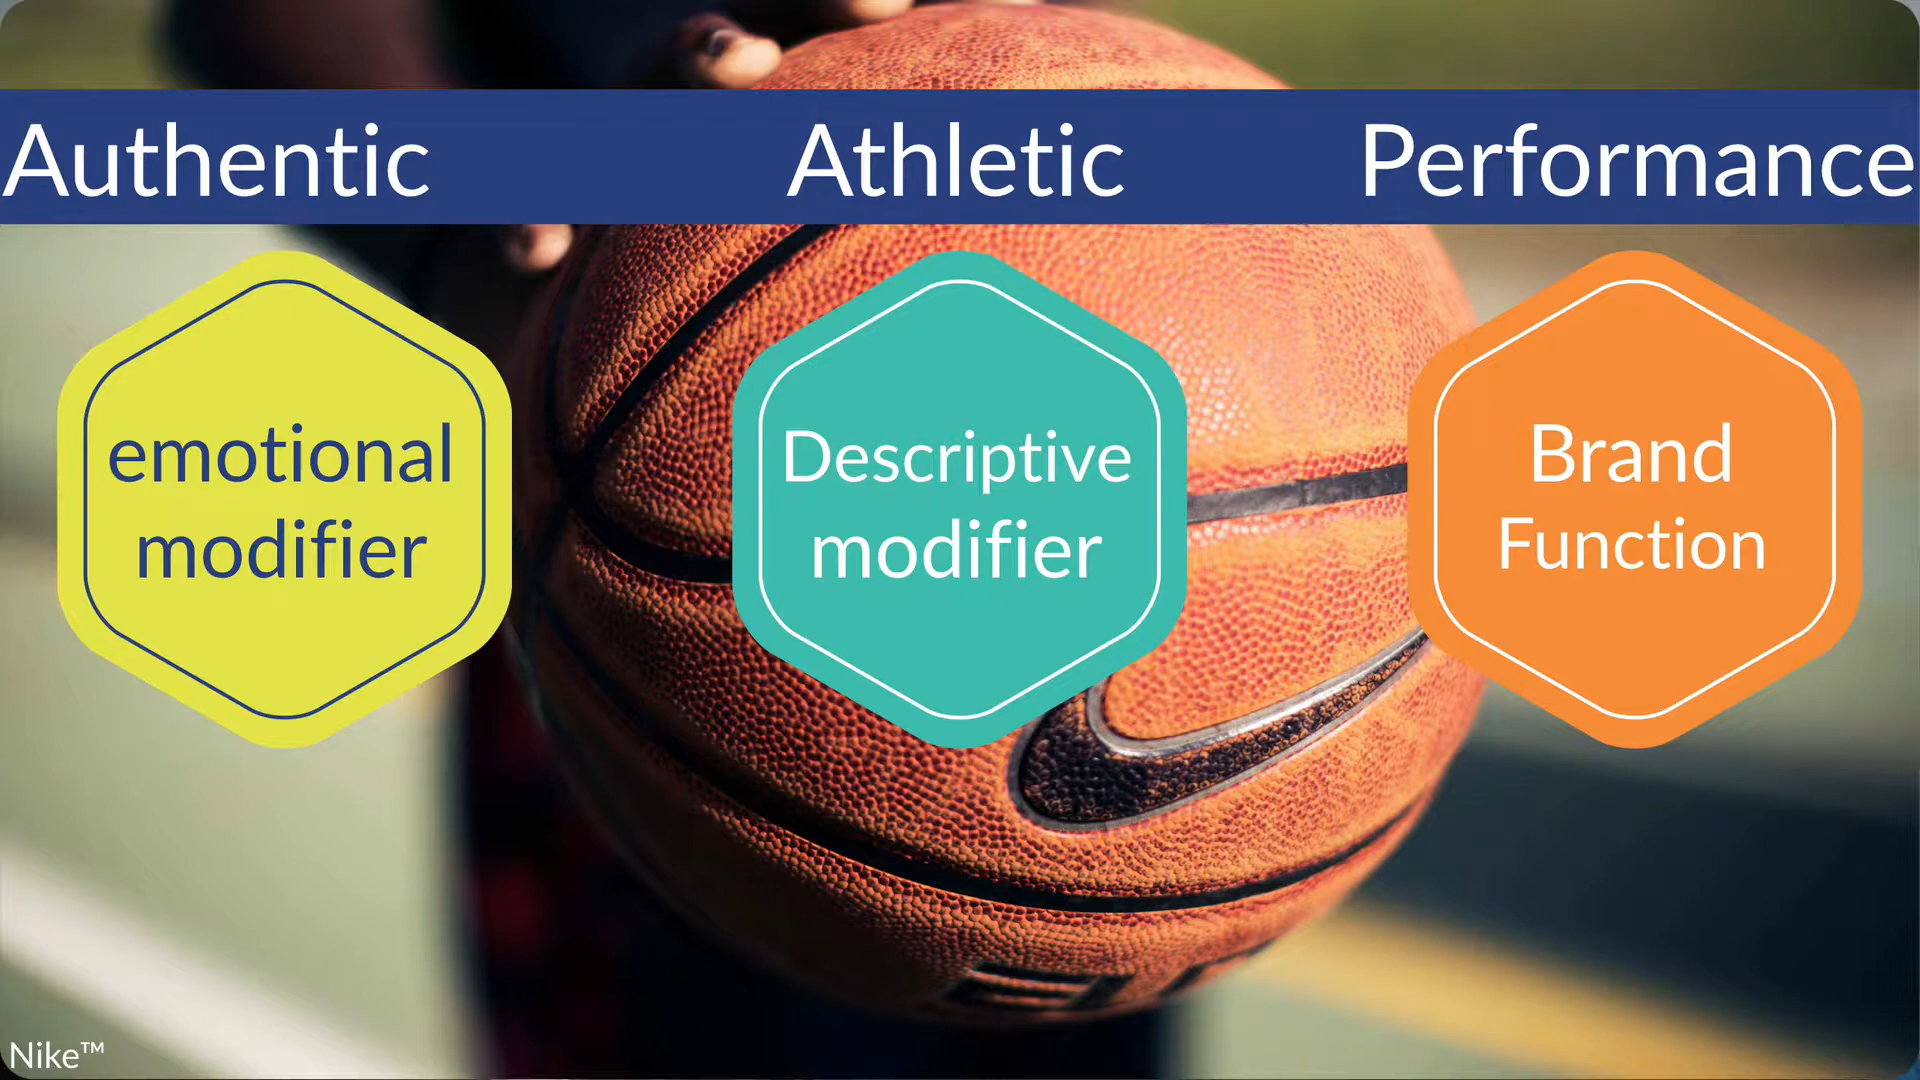 Authentic Athletic Performance
emotional
modifier
Descriptive
modifier
Brand
Function
Nike™